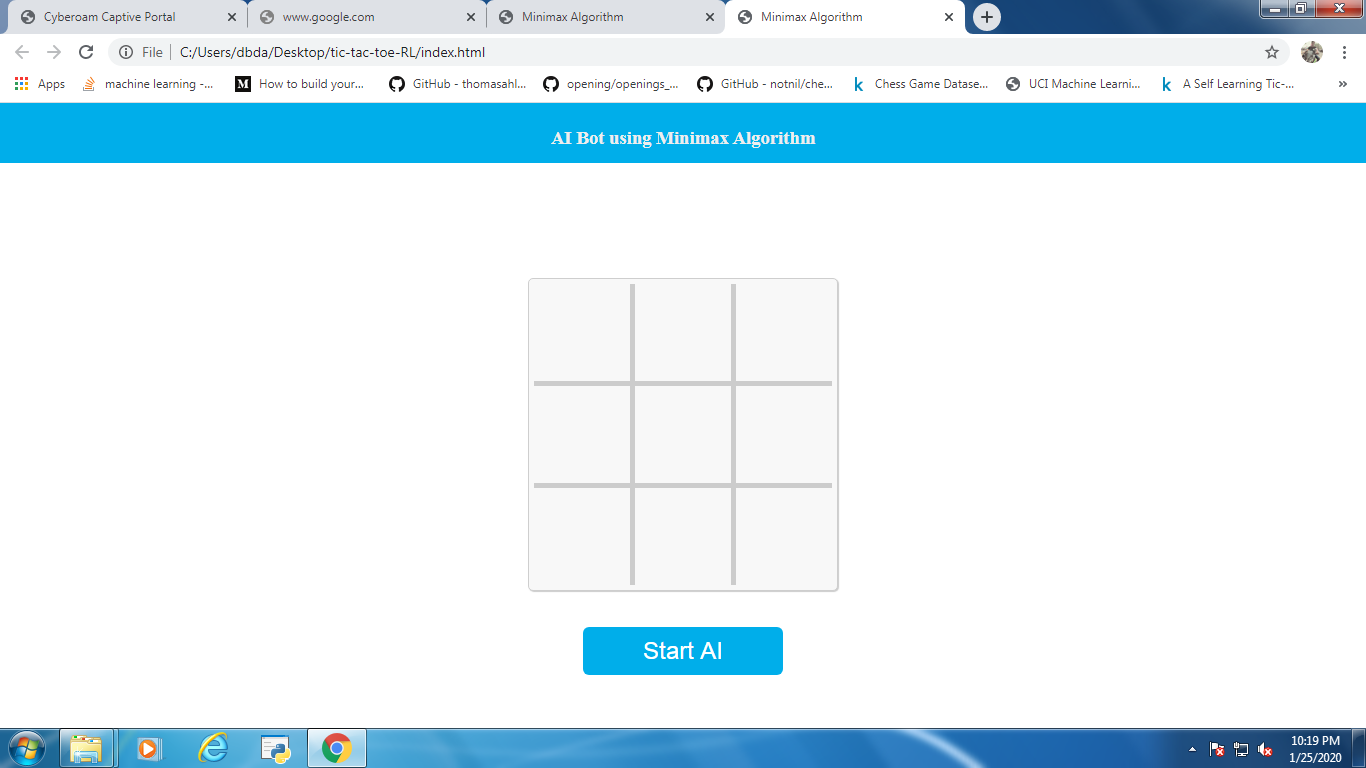 Cyberoam Captive Portal
www.google.com
Minimax Algorithm
Minimax Algorithm
File
C:/Users/dbda/Desktop/tic-tac-toe-RL/index.html
Apps
machine learning -...
M
How to build your...
GitHub - thomasahl...
opening/openings_...
GitHub - notnil/che...
k
Chess Game Datase...
UCI Machine Learni...
k
A Self Learning Tic-...
AI Bot using Minimax Algorithm
Start AI
10:19 PM
1/25/2020